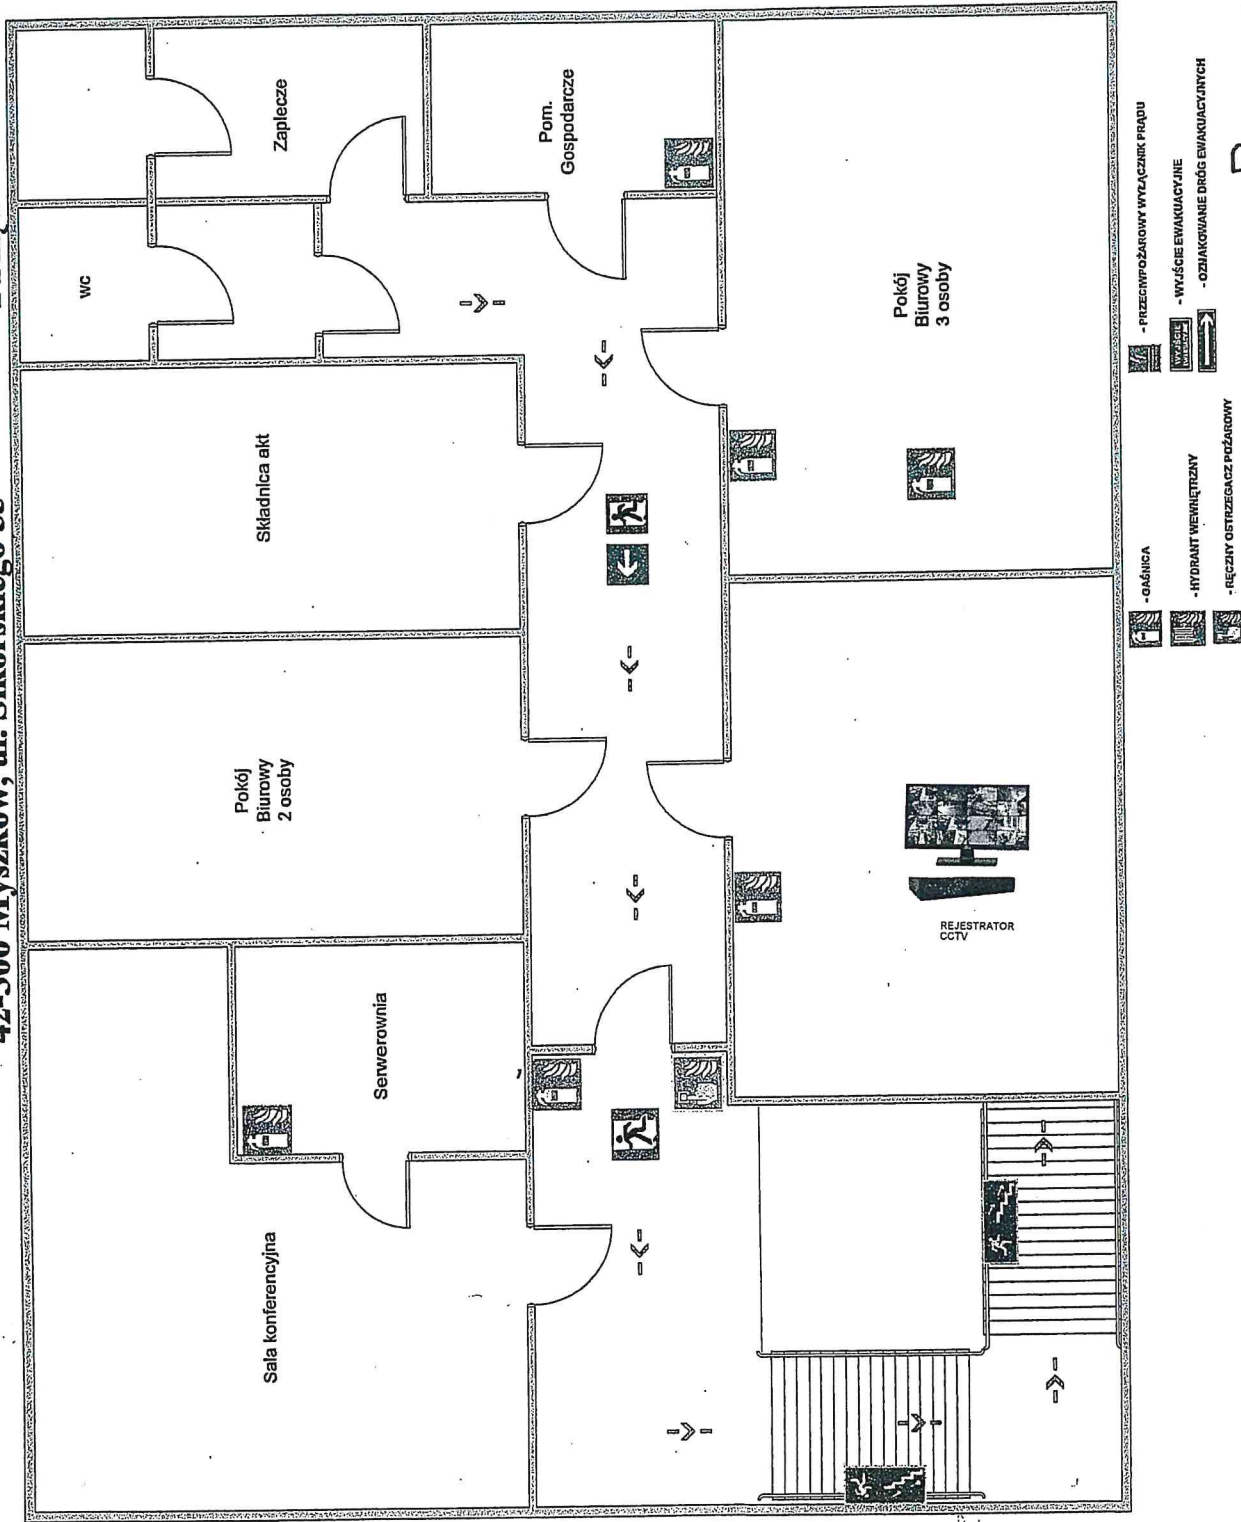 42-300 Myszków, ul. Sikorskiego
wc
Zaplecze
Pom.
Gospodarcze
Składnica akt
Pokój
Biurowy
2 osoby
Pokój
Biurowy
3 osoby
Serwerownia
Sala konferencyjna
REJESTRATOR
CCTV
- GAŚNICA
- HYDRANT WEWNĘTRZNY
- RĘCZNY OSTRZEGACZ POŻAROWY
- PRZECIWPOŻAROWY WYŁĄCZNIK PRĄDU
- WYJŚCIE EWAKUACYJNE
- OZNAKOWANIE DRÓG EWAKUACYJNYCH